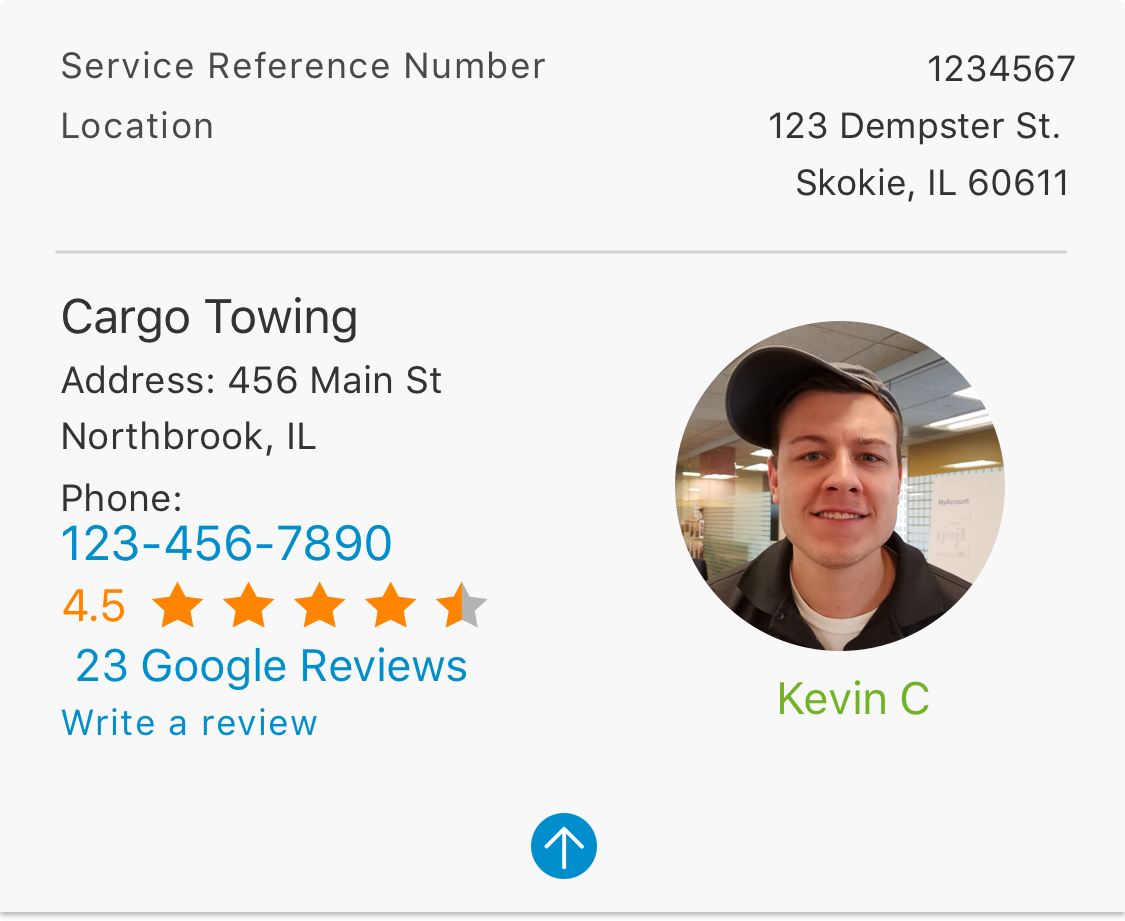 Service Reference Number 1234567
Location 123 Dempster St.
Skokie, IL 60611
Cargo Towing
Address: 456 Main St
Northbrook, IL
Phone:
123-456-7890
4.5
23 Google Reviews
Write a review
MyAccount
Kevin C